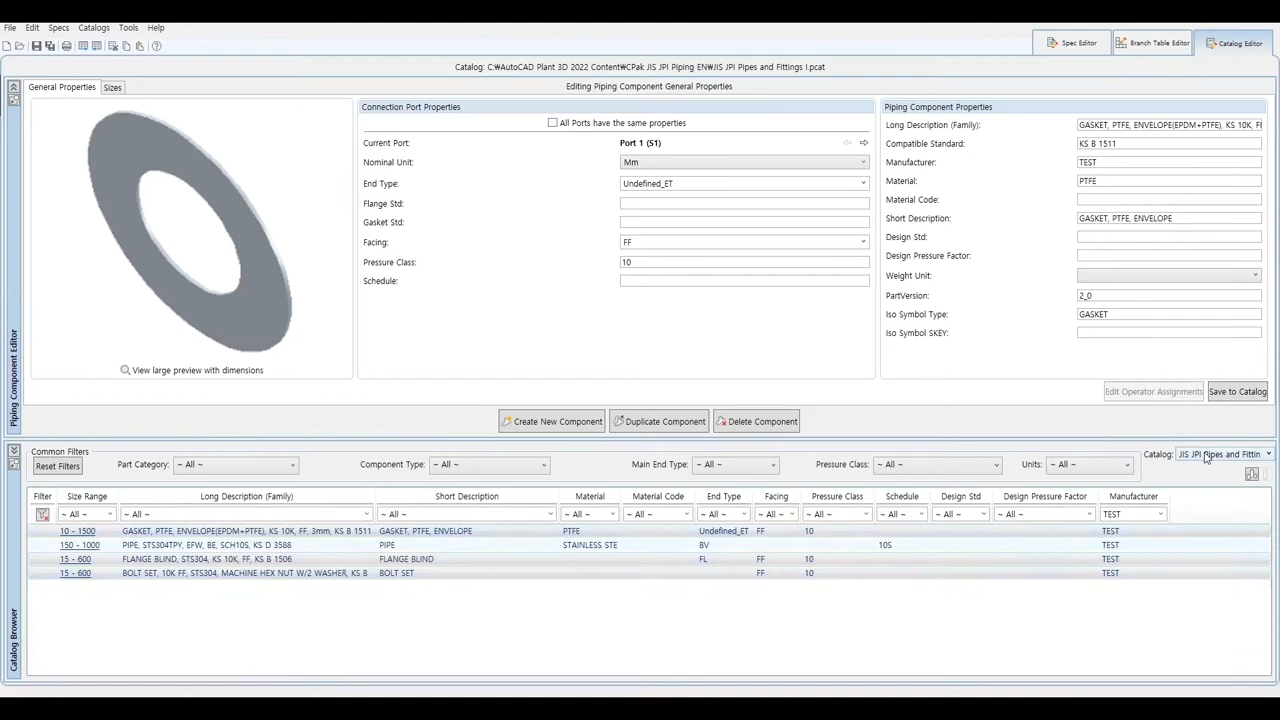 File Edit Specs Catalogs Tools Help
Spec Editor Branch Table Editor Catalog Editor
Catalog: C:₩AutoCAD Plant 3D 2022 Content₩CPak JIS JPI Piping EN₩JIS JPI Pipes and Fittings I.pcat
General Properties Sizes Editing Piping Component General Properties
Connection Port Properties Piping Component Properties
All Ports have the same properties Long Description (Family): GASKET, PTFE, ENVELOPE(EPDM+PTFE), KS 10K, F
Current Port: Port 1 (S1) Compatible Standard: KS B 1511
Nominal Unit: Mm Manufacturer: TEST
End Type: Undefined_ET Material: PTFE
Flange Std: Material Code:
Gasket Std: Short Description: GASKET, PTFE, ENVELOPE
Facing: FF Design Std:
Pressure Class: 10 Design Pressure Factor:
Schedule: Weight Unit:
PartVersion: 2_0
Iso Symbol Type: GASKET
Iso Symbol SKEY:
View large preview with dimensions
Piping Component Editor
Edit Operator Assignments Save to Catalog
Create New Component Duplicate Component Delete Component
Common Filters Catalog: JIS JPI Pipes and Fittin
Reset Filters Part Category: ~ All ~ Component Type: ~ All ~ Main End Type: ~ All ~ Pressure Class: ~ All ~ Units: ~ All ~
Filter Size Range Long Description (Family) Short Description Material Material Code End Type Facing Pressure Class Schedule Design Std Design Pressure Factor Manufacturer
~ All ~ ~ All ~ ~ All ~ ~ All ~ ~ All ~ ~ All ~ ~ All ~ ~ All ~ ~ All ~ ~ All ~ ~ All ~ TEST
10 - 1500 GASKET, PTFE, ENVELOPE(EPDM+PTFE), KS 10K, FF, 3mm, KS B 1511 GASKET, PTFE, ENVELOPE PTFE Undefined_ET FF 10 TEST
150 - 1000 PIPE, STS304TPY, EFW, BE, SCH10S, KS D 3588 PIPE STAINLESS STE BV 10S TEST
15 - 600 FLANGE BLIND, STS304, KS 10K, FF, KS B 1506 FLANGE BLIND FL FF 10 TEST
15 - 600 BOLT SET, 10K FF, STS304, MACHINE HEX NUT W/2 WASHER, KS B BOLT SET FF 10 TEST
Catalog Browser